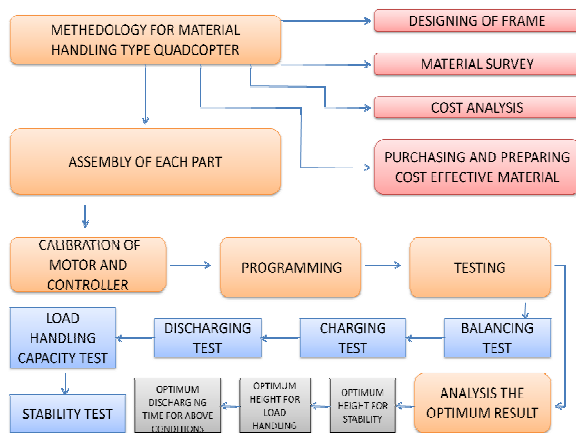 METHEDOLOGY FOR MATERIAL
HANDLING TYPE QUADCOPTER
DESIGNING OF FRAME
MATERIAL SURVEY
COST ANALYSIS
PURCHASING AND PREPARING
COST EFFECTIVE MATERIAL
ASSEMBLY OF EACH PART
CALIBRATION OF
MOTOR AND
CONTROLLER
PROGRAMMING
TESTING
LOAD
HANDLING
CAPACITY TEST
DISCHARGING
TEST
CHARGING
TEST
BALANCING
TEST
STABILITY TEST
OPTIMUM
DISCHARGING
TIME FOR ABOVE
CONDITIONS
OPTIMUM
HEIGHT FOR
LOAD
HANDLING
OPTIMUM
HEIGHT FOR
STABILITY
ANALYSIS THE
OPTIMUM RESULT